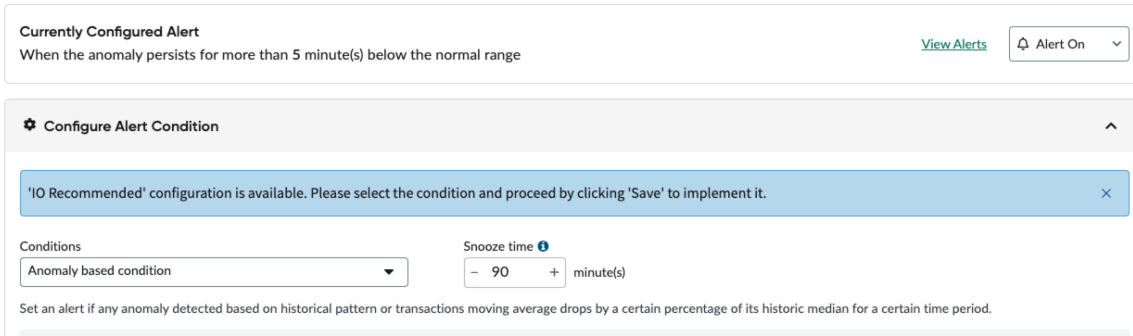 Currently Configured Alert
When the anomaly persists for more than 5 minute(s) below the normal range
View Alerts
Alert On
Configure Alert Condition
'IO Recommended' configuration is available. Please select the condition and proceed by clicking 'Save' to implement it.
Conditions
Snooze time
Anomaly based condition
− 90 + minute(s)
Set an alert if any anomaly detected based on historical pattern or transactions moving average drops by a certain percentage of its historic median for a certain time period.